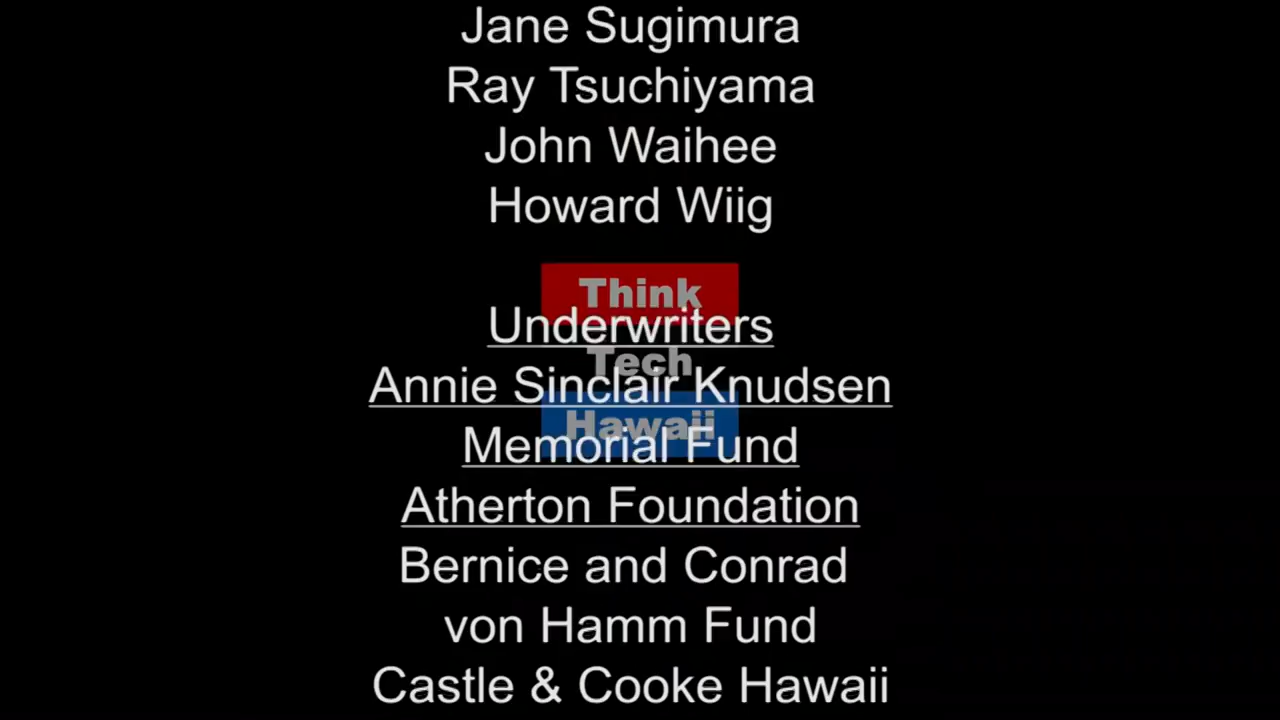 Jane Sugimura
Ray Tsuchiyama
John Waihee
Howard Wiig
Think
Underwriters
Tech
Annie Sinclair Knudsen
Hawaii
Memorial Fund
Atherton Foundation
Bernice and Conrad
von Hamm Fund
Castle & Cooke Hawaii